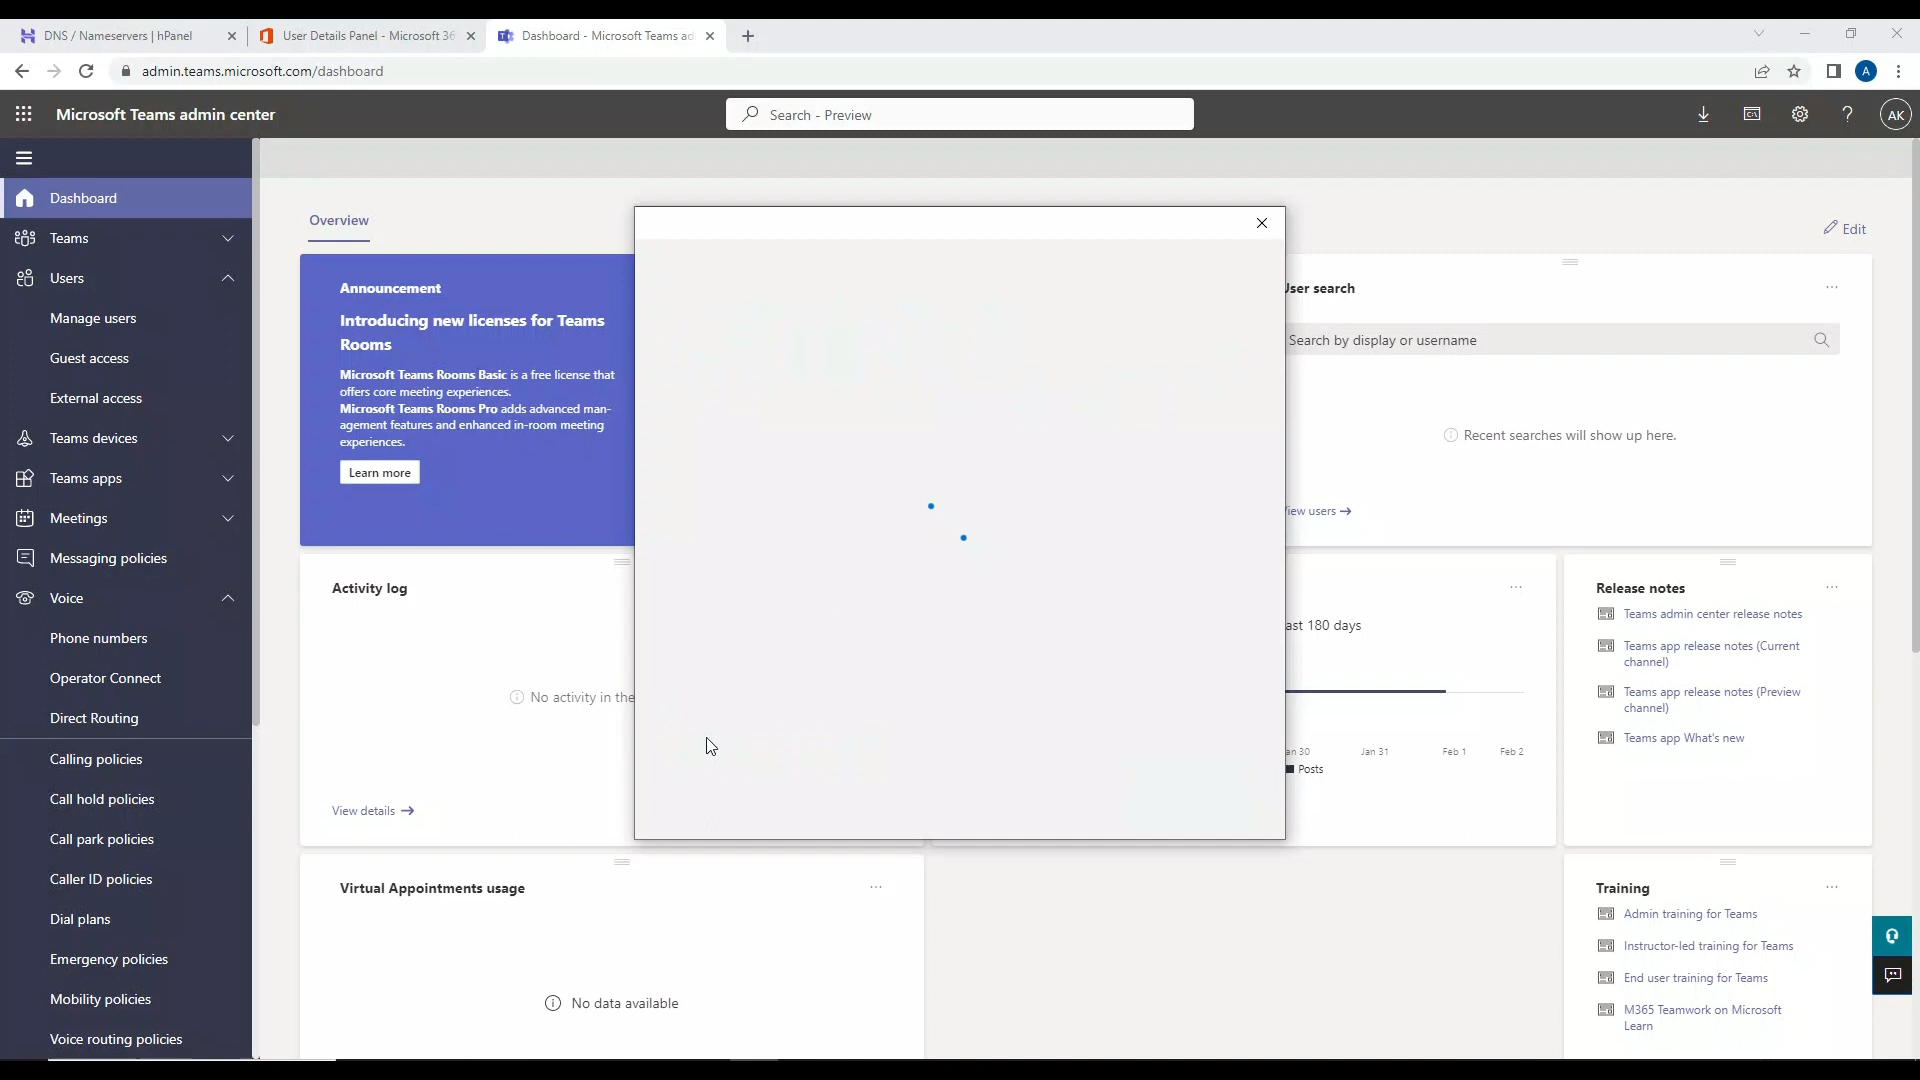 DNS / Nameservers | hPanel
User Details Panel - Microsoft 36
Dashboard - Microsoft Teams ad
admin.teams.microsoft.com/dashboard
A
Microsoft Teams admin center
Search - Preview
AK
Dashboard
Teams
Users
Manage users
Guest access
External access
Teams devices
Teams apps
Meetings
Messaging policies
Voice
Phone numbers
Operator Connect
Direct Routing
Calling policies
Call hold policies
Call park policies
Caller ID policies
Dial plans
Emergency policies
Mobility policies
Voice routing policies
Overview
Edit
Announcement
Introducing new licenses for Teams
Rooms
Microsoft Teams Rooms Basic is a free license that
offers core meeting experiences.
Microsoft Teams Rooms Pro adds advanced man-
agement features and enhanced in-room meeting
experiences.
Learn more
User search
Search by display or username
Recent searches will show up here.
View users
Activity log
No activity in the
View details
ast 180 days
an 30
Jan 31
Feb 1
Feb 2
Posts
Release notes
Teams admin center release notes
Teams app release notes (Current
channel)
Teams app release notes (Preview
channel)
Teams app What's new
Virtual Appointments usage
No data available
Training
Admin training for Teams
Instructor-led training for Teams
End user training for Teams
M365 Teamwork on Microsoft
Learn